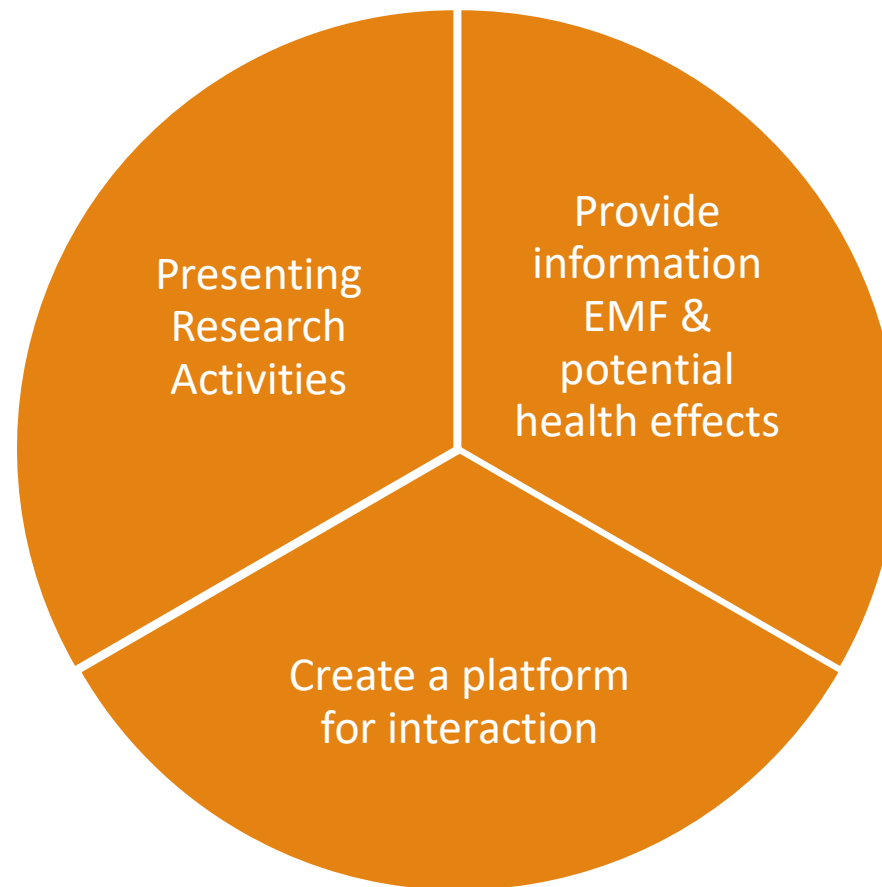 Presenting
Research
Activities
Provide
information
EMF &
potential
health effects
Create a platform
for interaction